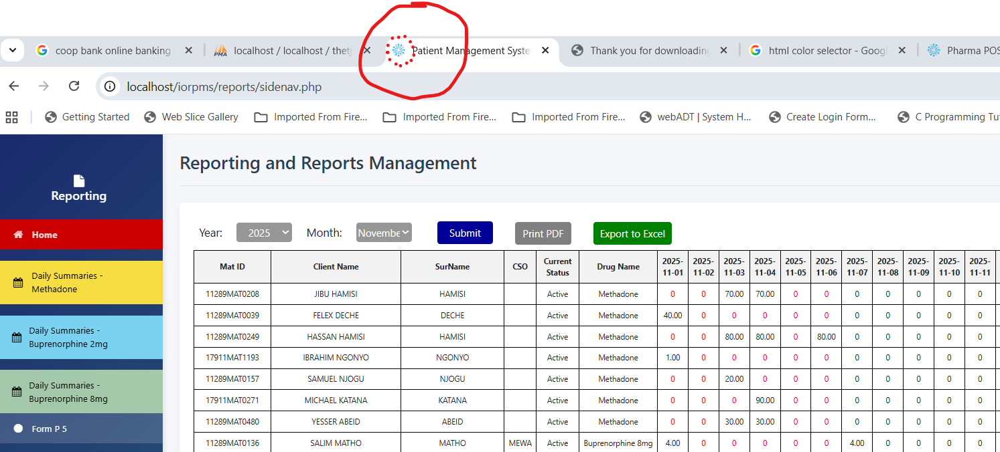 coop bank online banking
localhost / localhost / thetj
Patient Management Syste
Thank you for downloading
html color selector - Googl
Pharma POS
localhost/iorpms/reports/sidenav.php
Getting Started
Web Slice Gallery
Imported From Fire...
Imported From Fire...
Imported From Fire...
webADT | System H...
Create Login Form...
C Programming Tut
Reporting
Home
Daily Summaries -
Methadone
Daily Summaries -
Buprenorphine 2mg
Daily Summaries -
Buprenorphine 8mg
Form P 5
Reporting and Reports Management
Year: 2025 Month: Novembe Submit Print PDF Export to Excel
Mat ID Client Name SurName CSO Current Status Drug Name 2025-11-01 2025-11-02 2025-11-03 2025-11-04 2025-11-05 2025-11-06 2025-11-07 2025-11-08 2025-11-09 2025-11-10 2025-11-11
11289MAT0208 JIBU HAMISI HAMISI Active Methadone 0 0 70.00 70.00 0 0 0 0 0 0 0
11289MAT0039 FELEX DECHE DECHE Active Methadone 40.00 0 0 0 0 0 0 0 0 0 0
11289MAT0249 HASSAN HAMISI HAMISI Active Methadone 0 0 80.00 80.00 0 80.00 0 0 0 0 0
17911MAT1193 IBRAHIM NGONYO NGONYO Active Methadone 1.00 0 0 0 0 0 0 0 0 0 0
11289MAT0157 SAMUEL NJOGU NJOGU Active Methadone 0 0 20.00 0 0 0 0 0 0 0 0
17911MAT0271 MICHAEL KATANA KATANA Active Methadone 0 0 0 90.00 0 0 0 0 0 0 0
11289MAT0480 YESSER ABEID ABEID Active Methadone 0 0 30.00 30.00 0 0 0 0 0 0 0
11289MAT0136 SALIM MATHO MATHO MEWA Active Buprenorphine 8mg 4.00 0 0 0 0 0 4.00 0 0 0 0